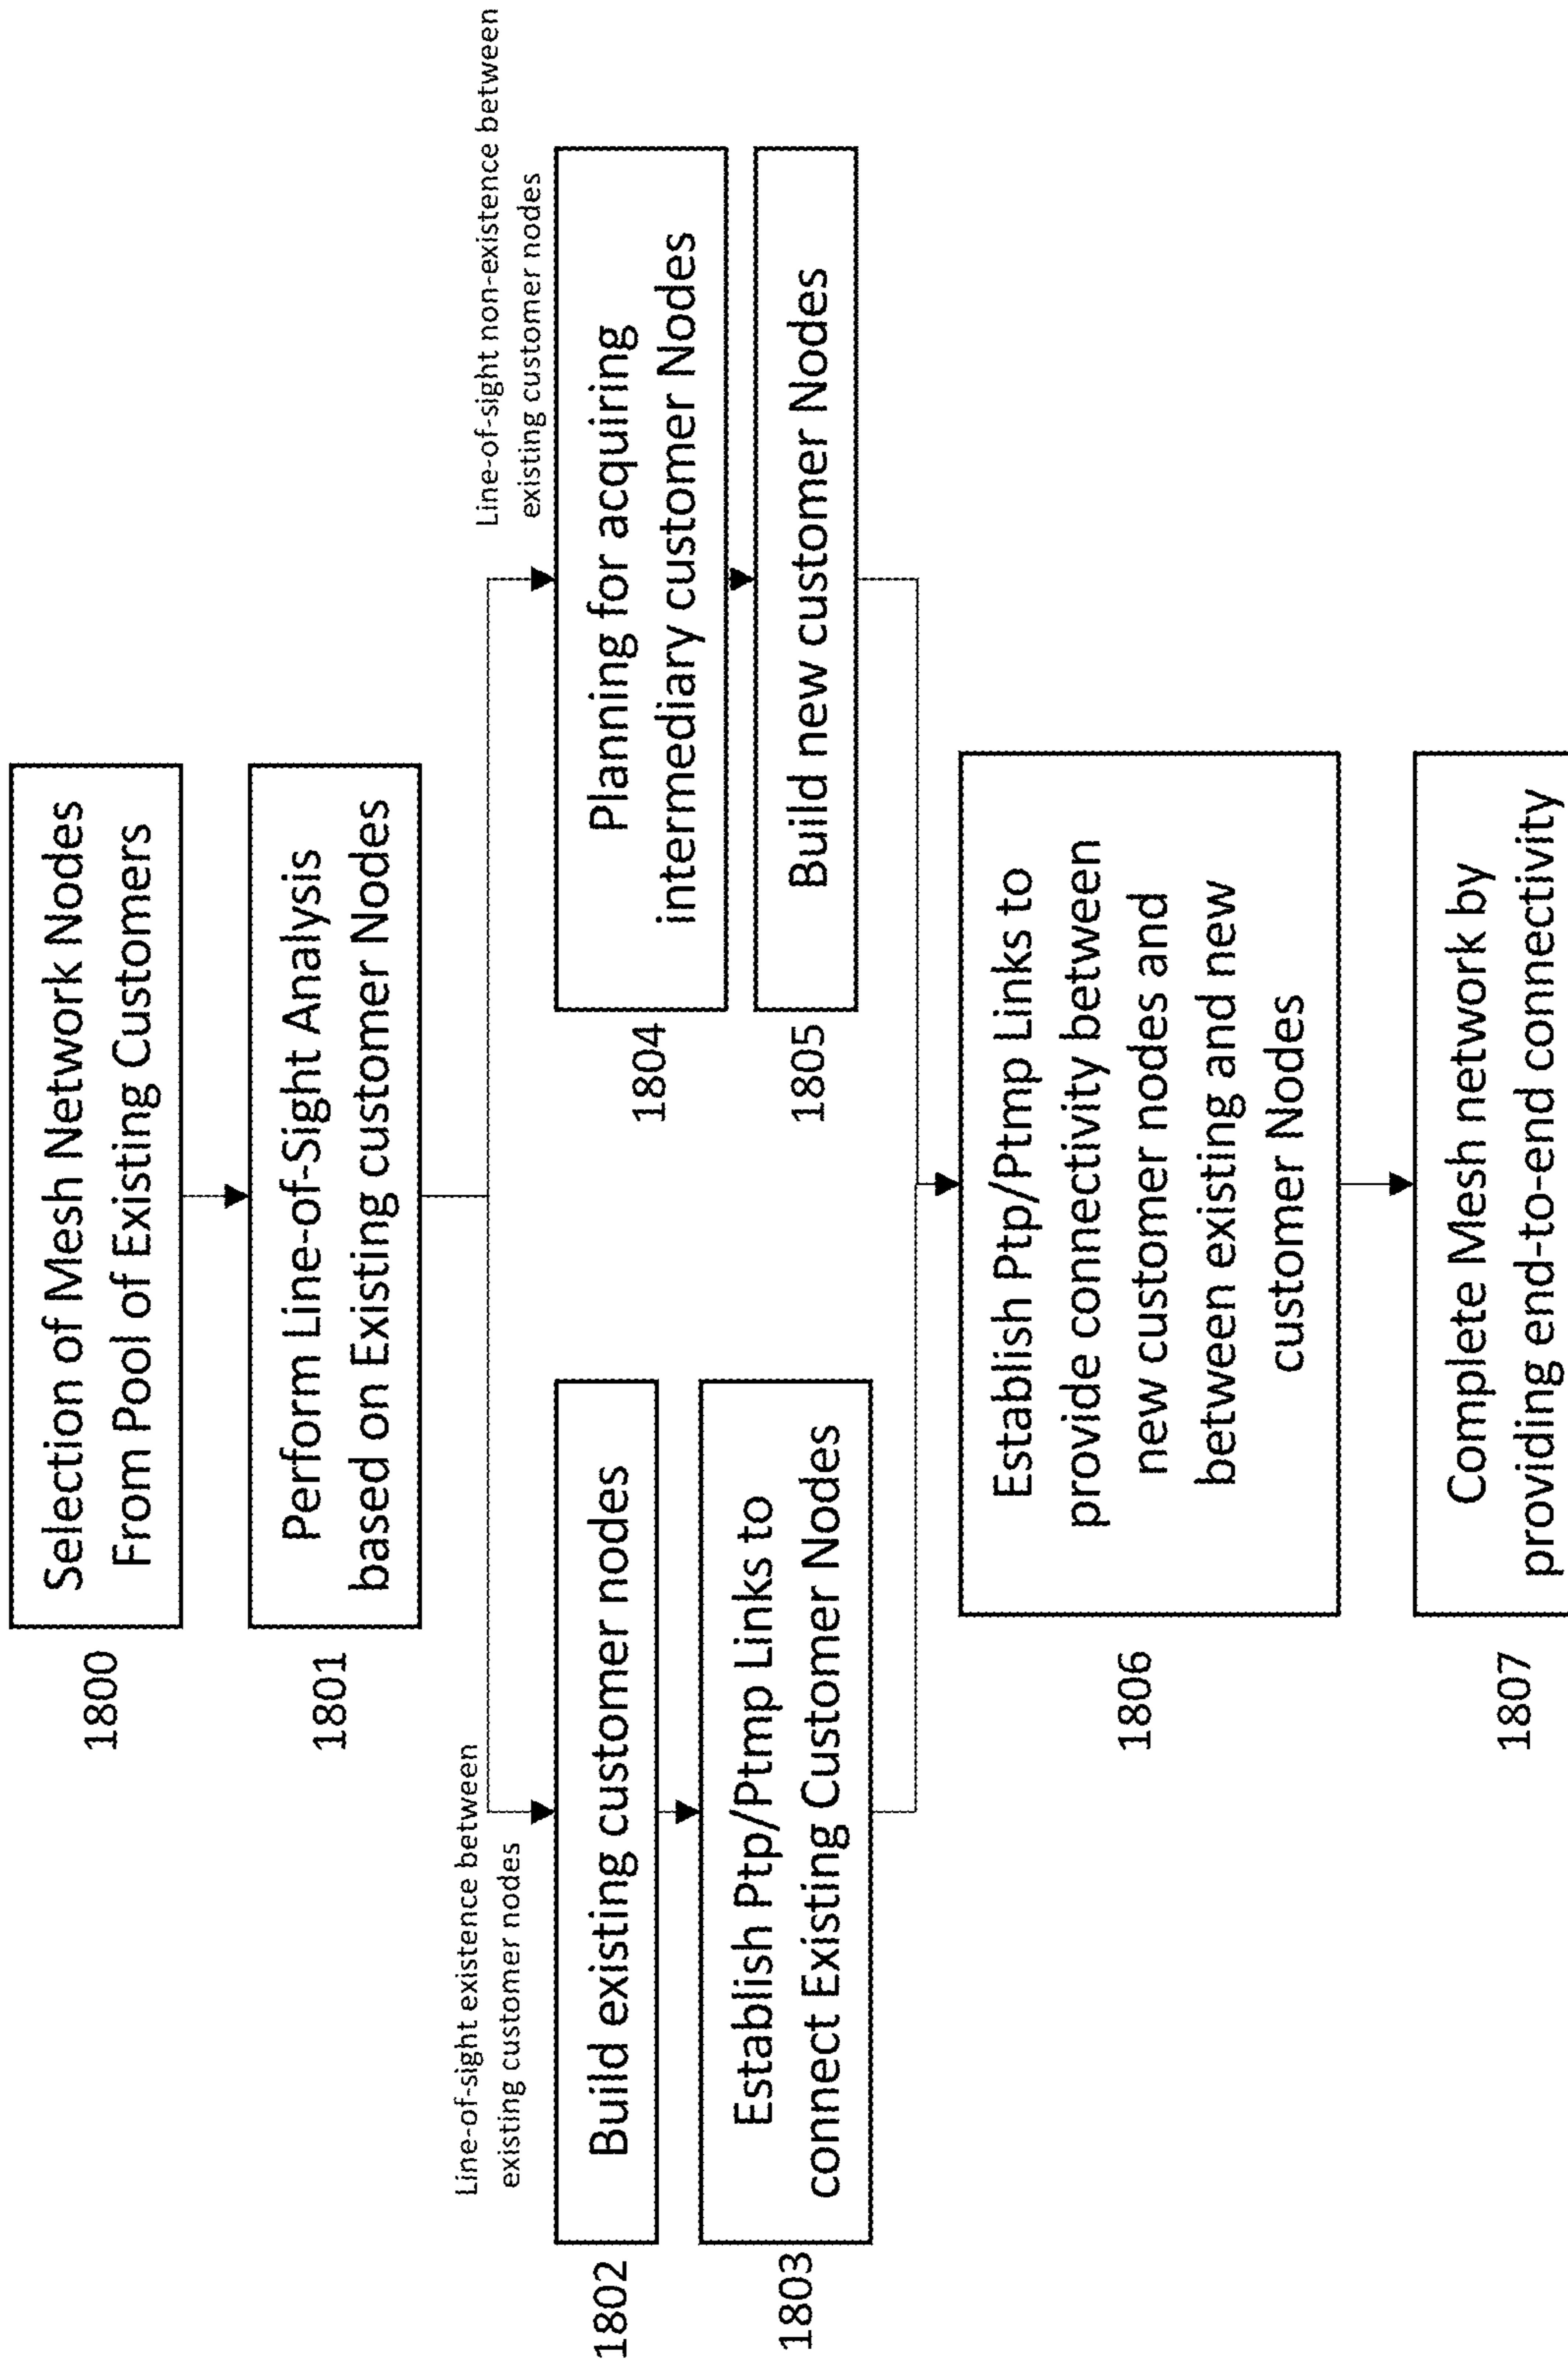 1800
Selection of Mesh Network Nodes
From Pool of Existing Customers
1801
Perform Line-of-Sight Analysis
based on Existing customer Nodes
Line-of-sight existence between
existing customer nodes
1802
Build existing customer nodes
1803
Establish Ptp/Ptmp Links to
connect Existing Customer Nodes
Line-of-sight non-existence between
existing customer nodes
1804
Planning for acquiring
intermediary customer Nodes
1805
Build new customer Nodes
1806
Establish Ptp/Ptmp Links to
provide connectivity between
new customer nodes and
between existing and new
customer Nodes
1807
Complete Mesh network by
providing end-to-end connectivity